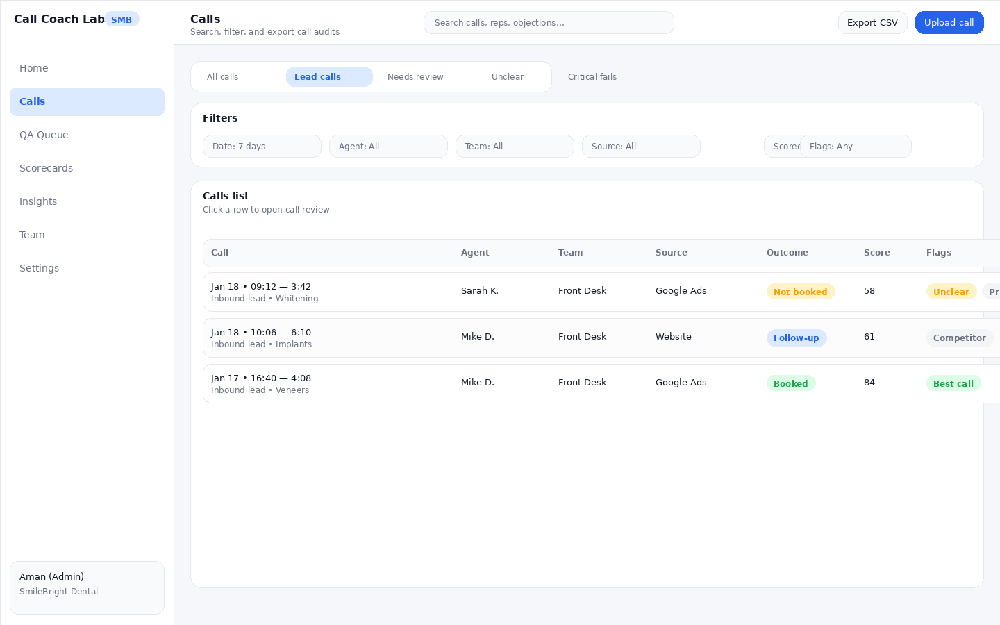 Call Coach Lab SMB
Calls
Search, filter, and export call audits
Search calls, reps, objections...
Export CSV
Upload call
Home
Calls
QA Queue
Scorecards
Insights
Team
Settings
Aman (Admin)
SmileBright Dental
All calls
Lead calls
Needs review
Unclear
Critical fails
Filters
Date: 7 days
Agent: All
Team: All
Source: All
Flags: Any
Calls list
Click a row to open call review
Call Agent Team Source Outcome Score Flags
Jan 18 • 09:12 — 3:42 Sarah K. Front Desk Google Ads Not booked 58 Unclear
Inbound lead • Whitening
Jan 18 • 10:06 — 6:10 Mike D. Front Desk Website Follow-up 61 Competitor
Inbound lead • Implants
Jan 17 • 16:40 — 4:08 Mike D. Front Desk Google Ads Booked 84 Best call
Inbound lead • Veneers